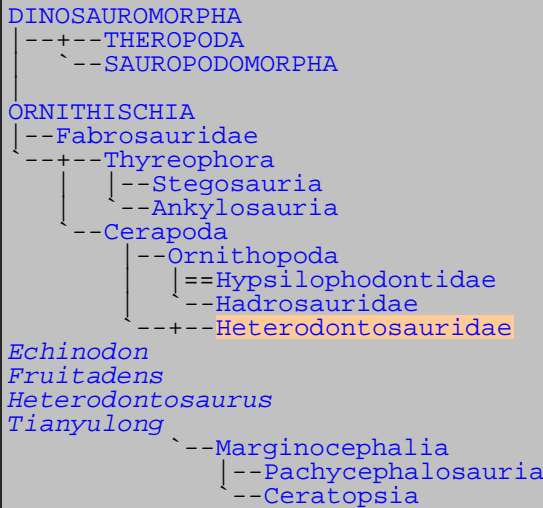 DINOSAUROMORPHA
|--+--THEROPODA
|  `--SAUROPODOMORPHA
|
ORNITHISCHIA
|--Fabrosauridae
`--+--Thyreophora
   |  |--Stegosauria
   |  `--Ankylosauria
   `--Cerapoda
      |--Ornithopoda
      |  |==Hypsilophodontidae
      |  `--Hadrosauridae
      `--+--Heterodontosauridae
Echinodon
Fruitadens
Heterodontosaurus
Tianyulong
         `--Marginocephalia
            |--Pachycephalosauria
            `--Ceratopsia